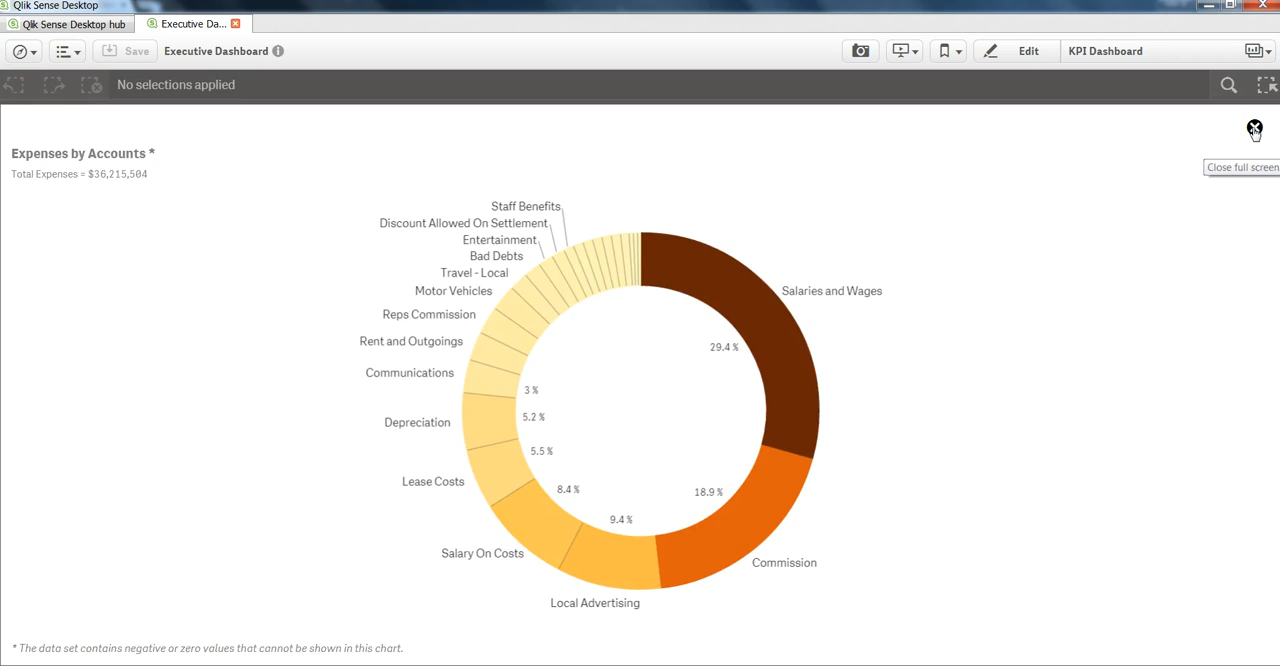 Qlik Sense Desktop
Qlik Sense Desktop hub
Executive Da...
Save
Executive Dashboard
Edit
KPI Dashboard
No selections applied
Close full screen
Expenses by Accounts *
Total Expenses = $36,215,504
Staff Benefits
Discount Allowed On Settlement
Entertainment
Bad Debts
Travel - Local
Motor Vehicles
Salaries and Wages
Reps Commission
Rent and Outgoings
29.4 %
Communications
3 %
5.2 %
Depreciation
5.5 %
Lease Costs
8.4 %
18.9 %
9.4 %
Salary On Costs
Commission
Local Advertising
* The data set contains negative or zero values that cannot be shown in this chart.